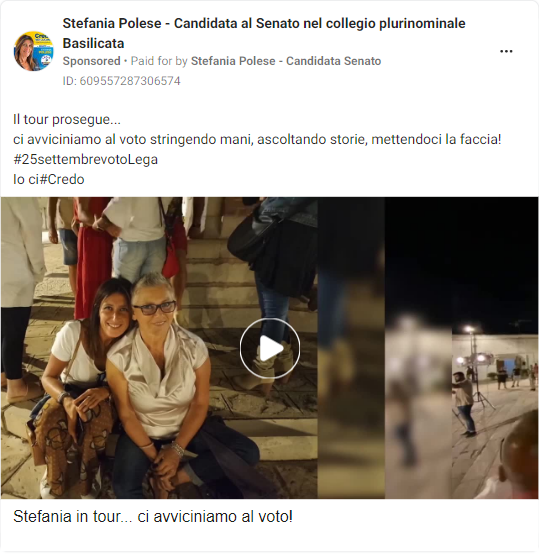 Stefania Polese - Candidata al Senato nel collegio plurinominale
Basilicata
Sponsored • Paid for by Stefania Polese - Candidata Senato
ID: 609557287306574
Il tour prosegue...
ci avviciniamo al voto stringendo mani, ascoltando storie, mettendoci la faccia!
#25settembrevotoLega
Io ci#Credo
Stefania in tour... ci avviciniamo al voto!